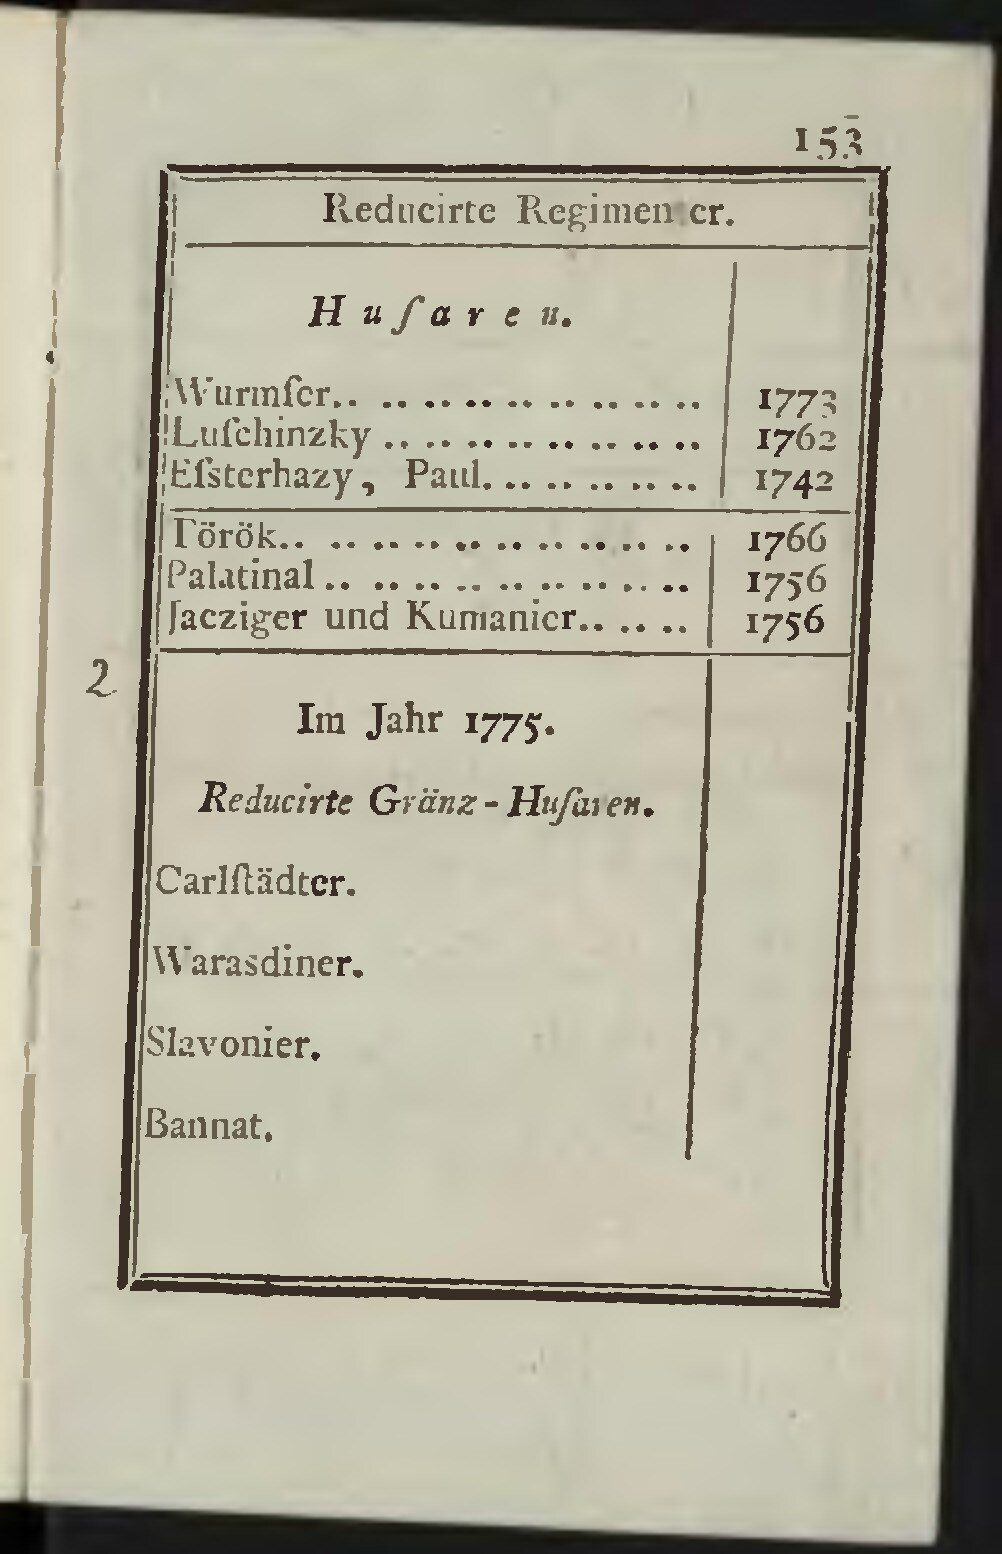 153
Reducirte Regimenter.
Huſaren.
Wurmſer.. .. .. .. .. .. .. .. .. 1773
Luſchinzky .. .. .. .. .. .. .. .. 1762
Eſsterhazy, Paul. .. .. .. .. .. 1742
Török.. .. .. .. .. .. .. .. .. .. 1766
Palatinal .. .. .. .. .. .. .. .. .. 1756
Jacziger und Kumanier.. .. .. 1756
2
Im Jahr 1775.
Reducirte Gränz-Huſaren.
Carlſtädter.
Warasdiner.
Slavonier.
Bannat.